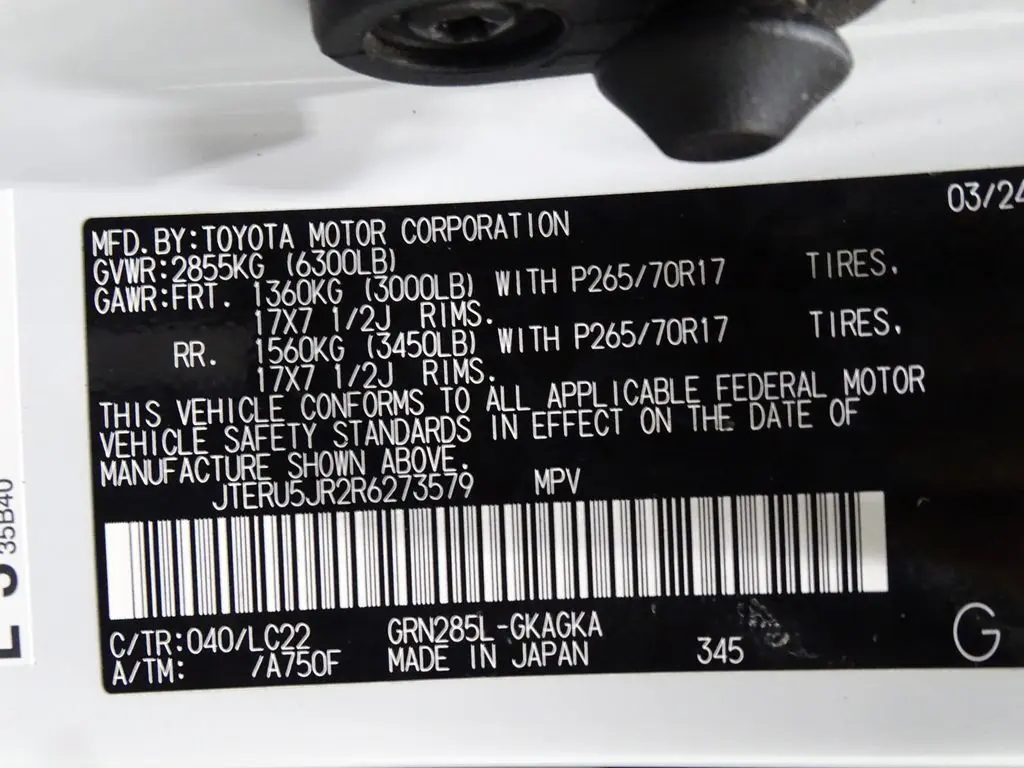 03/24
MFD.BY:TOYOTA MOTOR CORPORATION
GVWR:2855KG (6300LB)
GAWR:FRT. 1360KG (3000LB) WITH P265/70R17 TIRES.
17X7 1/2J RIMS.
RR. 1560KG (3450LB) WITH P265/70R17 TIRES.
17X7 1/2J RIMS.
THIS VEHICLE CONFORMS TO ALL APPLICABLE FEDERAL MOTOR
VEHICLE SAFETY STANDARDS IN EFFECT ON THE DATE OF
MANUFACTURE SHOWN ABOVE.
JTERU5JR2R6273579 MPV
C/TR:040/LC22 GRN285L-GKAGKA
A/TM: /A750F MADE IN JAPAN 345
G
35B40